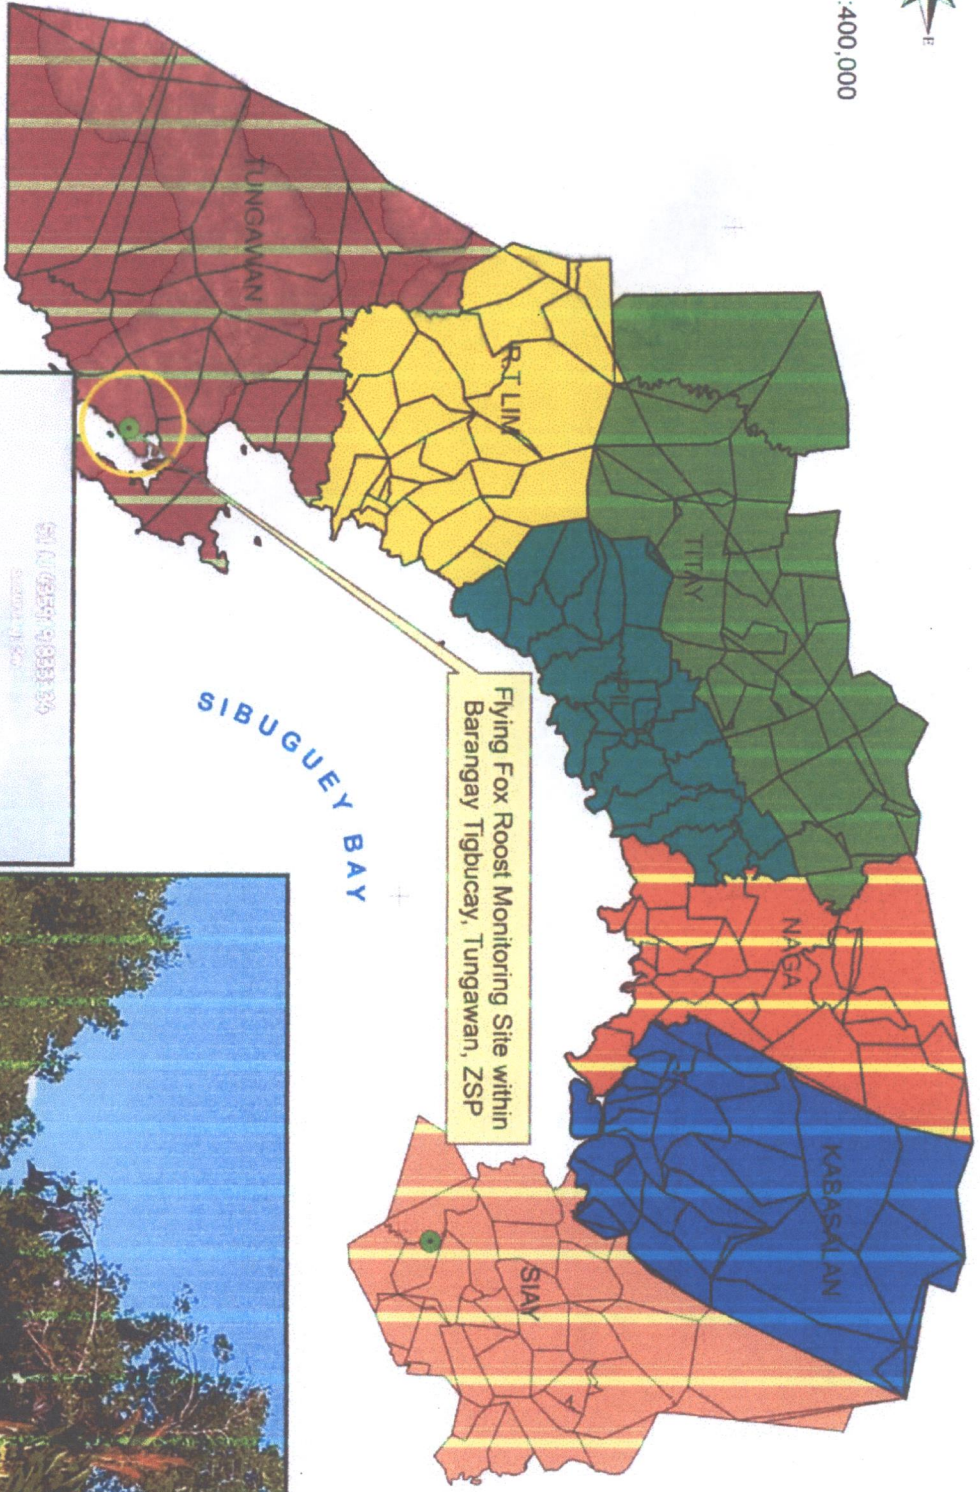 E
:400,000
TUNGAWAN
R.T LIM
TITAY
IPIL
NAGA
KABASALAN
SIAY
Flying Fox Roost Monitoring Site within
Barangay Tigbucay, Tungawan, ZSP
SIBUGUEY BAY